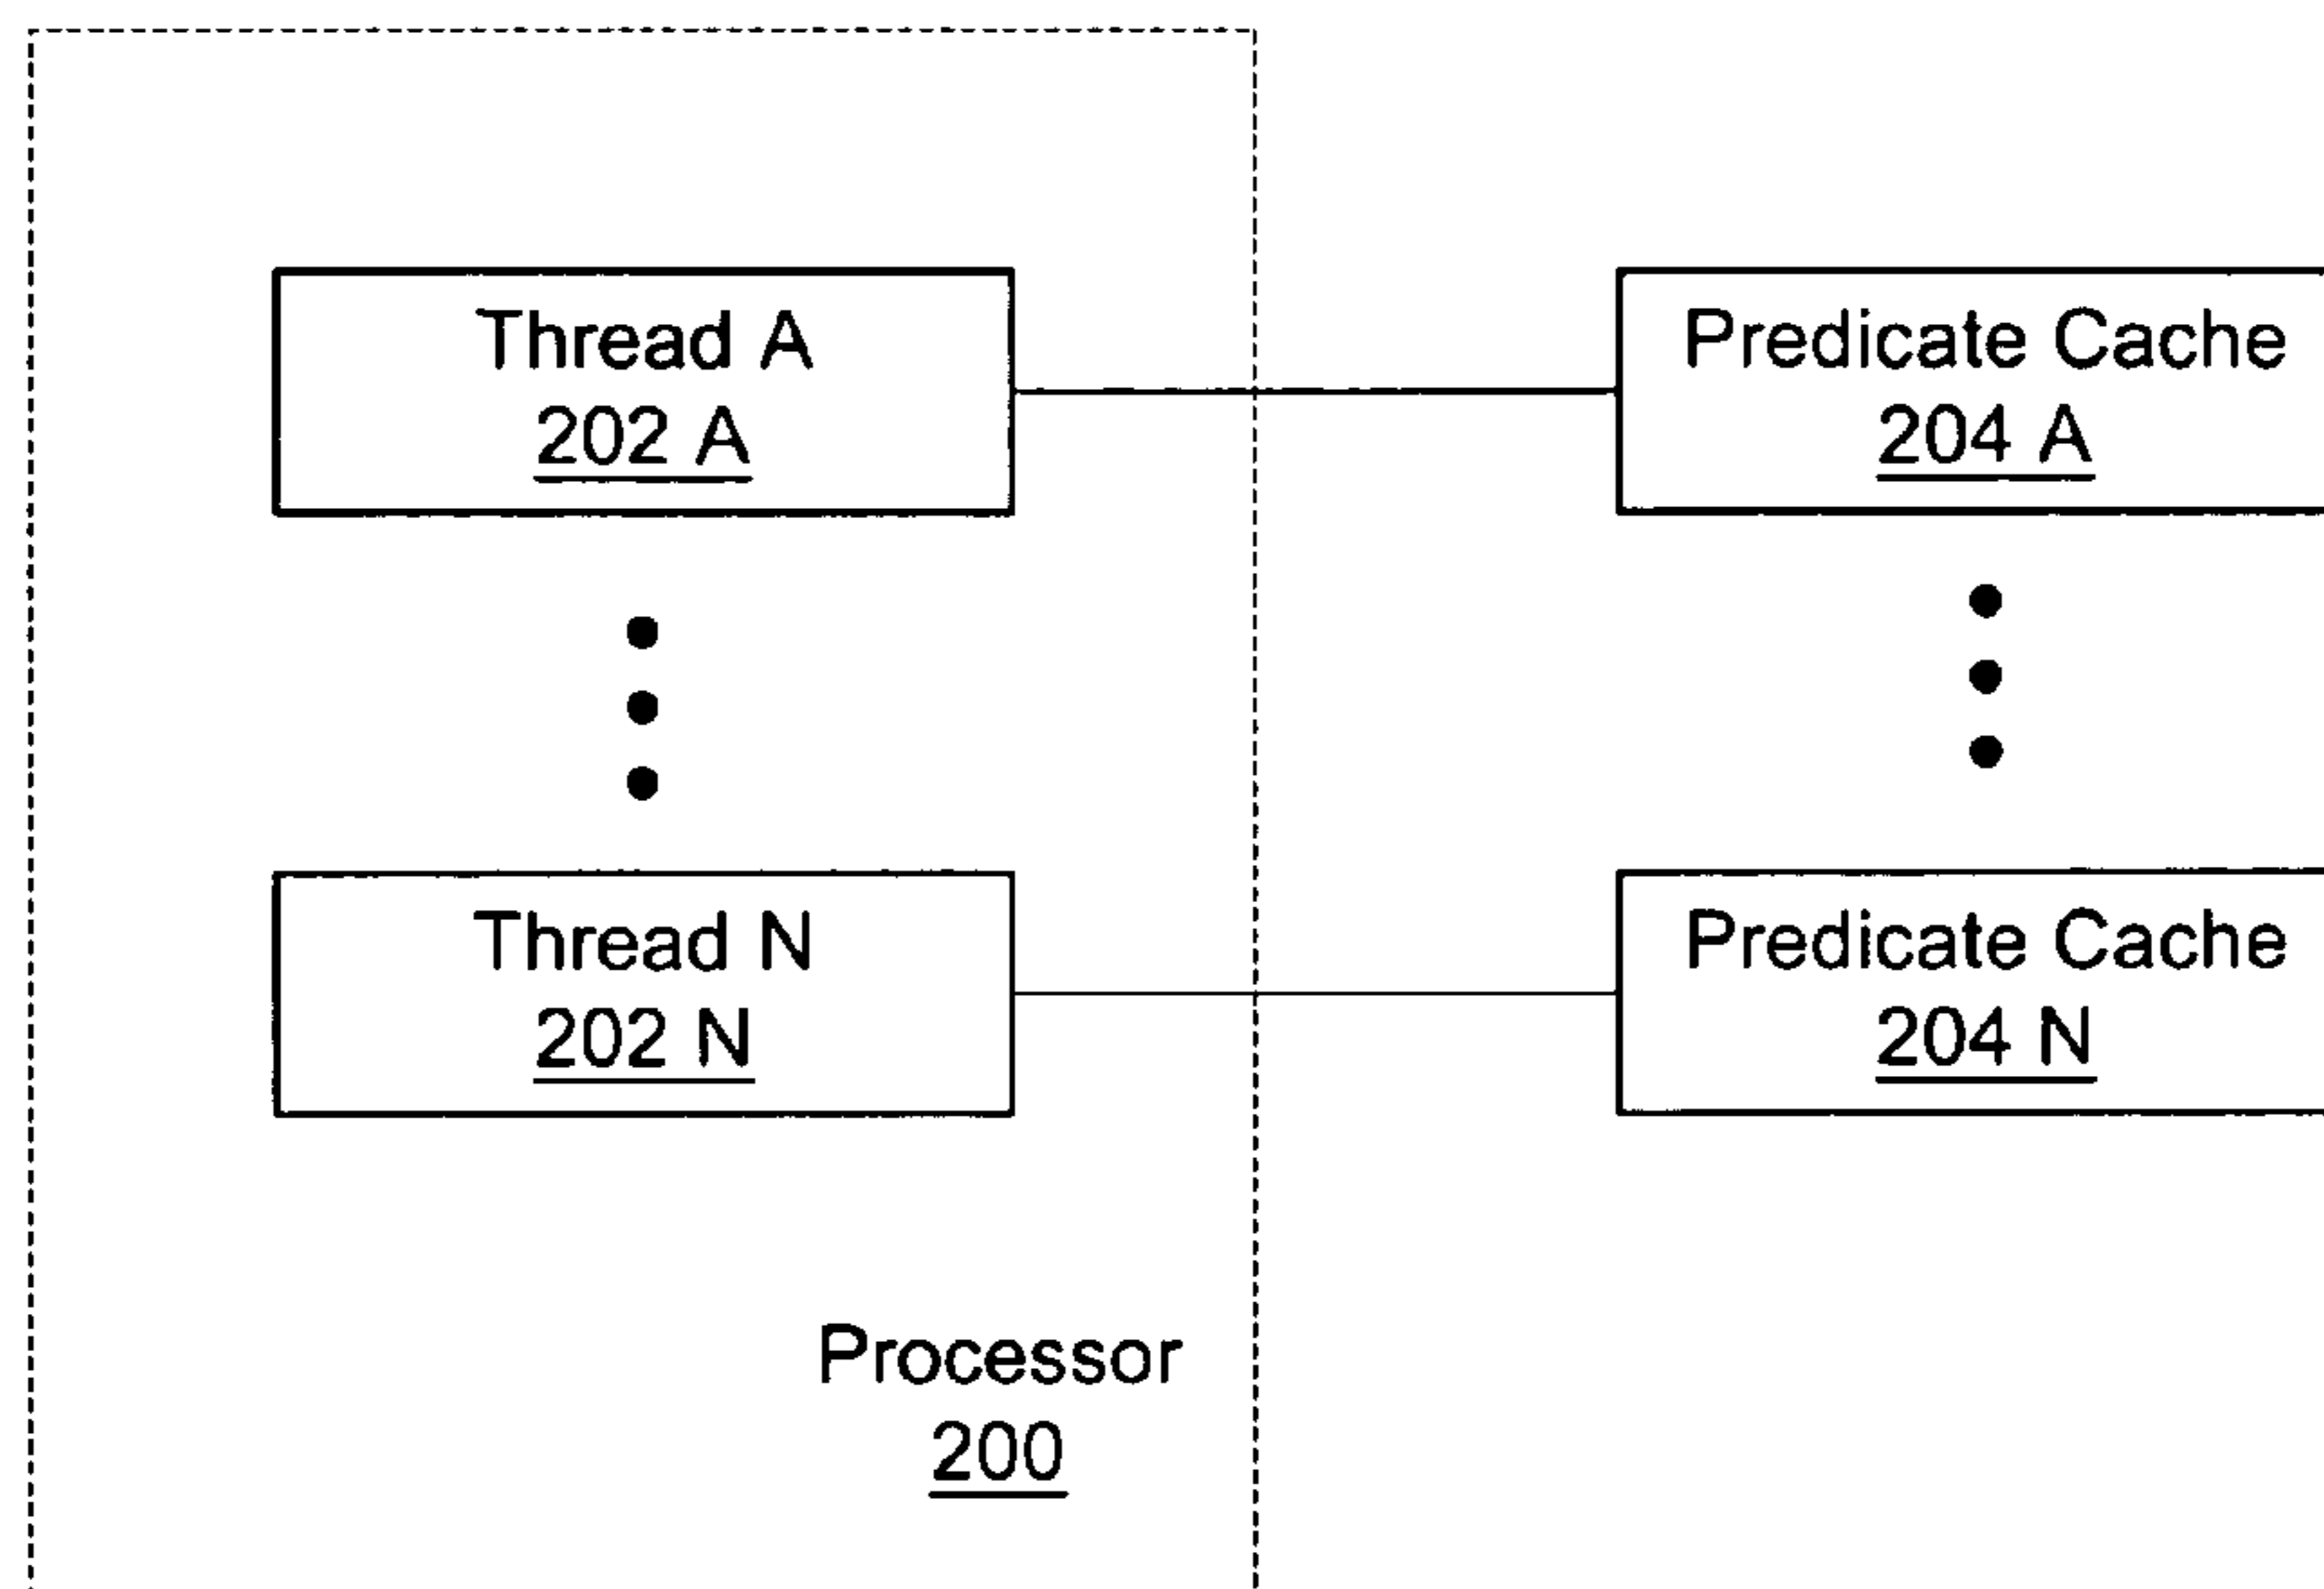 Thread A
202 A
Predicate Cache
204 A
Thread N
202 N
Predicate Cache
204 N
Processor
200